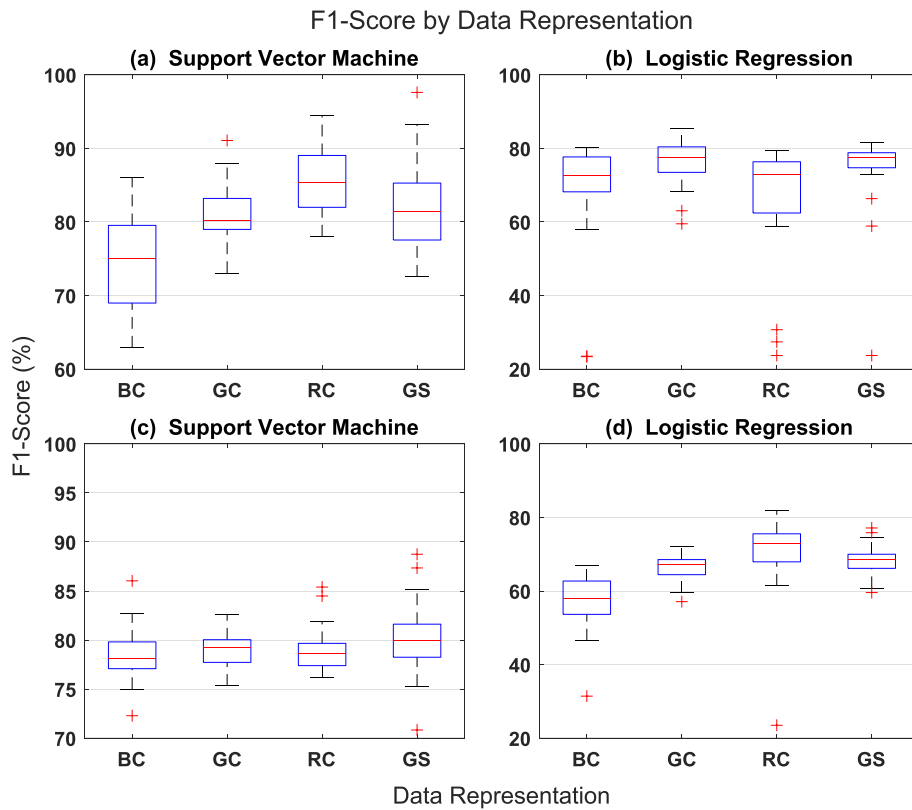 F1-Score by Data Representation
(a) Support Vector Machine
100
90
80
70
60
BC GC RC GS
(b) Logistic Regression
100
80
60
40
20
BC GC RC GS
F1-Score (%)
(c) Support Vector Machine
100
95
90
85
80
75
70
BC GC RC GS
(d) Logistic Regression
100
80
60
40
20
BC GC RC GS
Data Representation